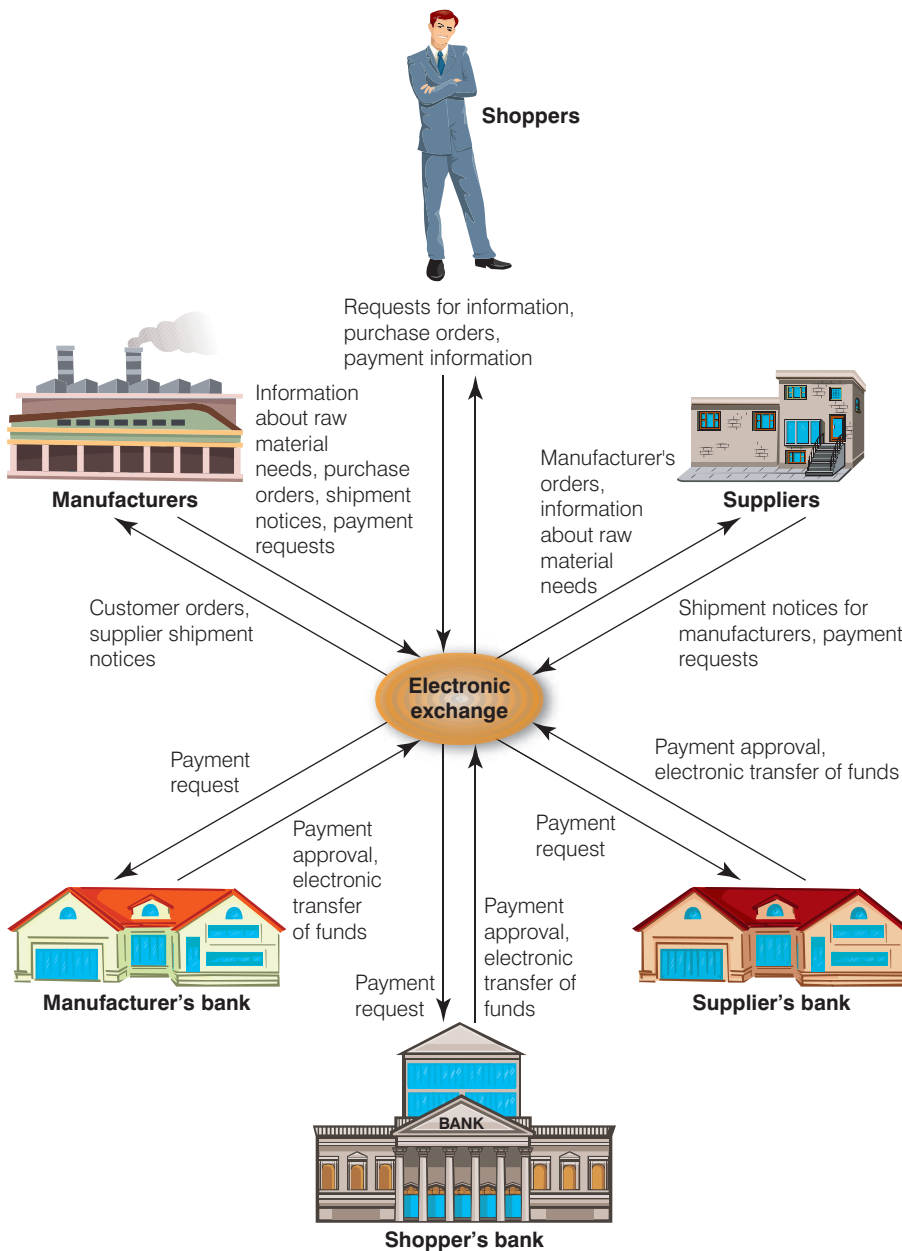 Shoppers
Requests for information,
purchase orders,
payment information
Information
about raw
material
needs, purchase
orders, shipment
notices, payment
requests
Manufacturers
Manufacturer's
orders,
information
about raw
material
needs
Suppliers
Customer orders,
supplier shipment
notices
Shipment notices for
manufacturers, payment
requests
Electronic
exchange
Payment
request
Payment approval,
electronic transfer of funds
Payment
approval,
electronic
transfer
of funds
Payment
request
Manufacturer’s bank
Payment
request
Payment
approval,
electronic
transfer of
funds
Supplier’s bank
BANK
Shopper’s bank